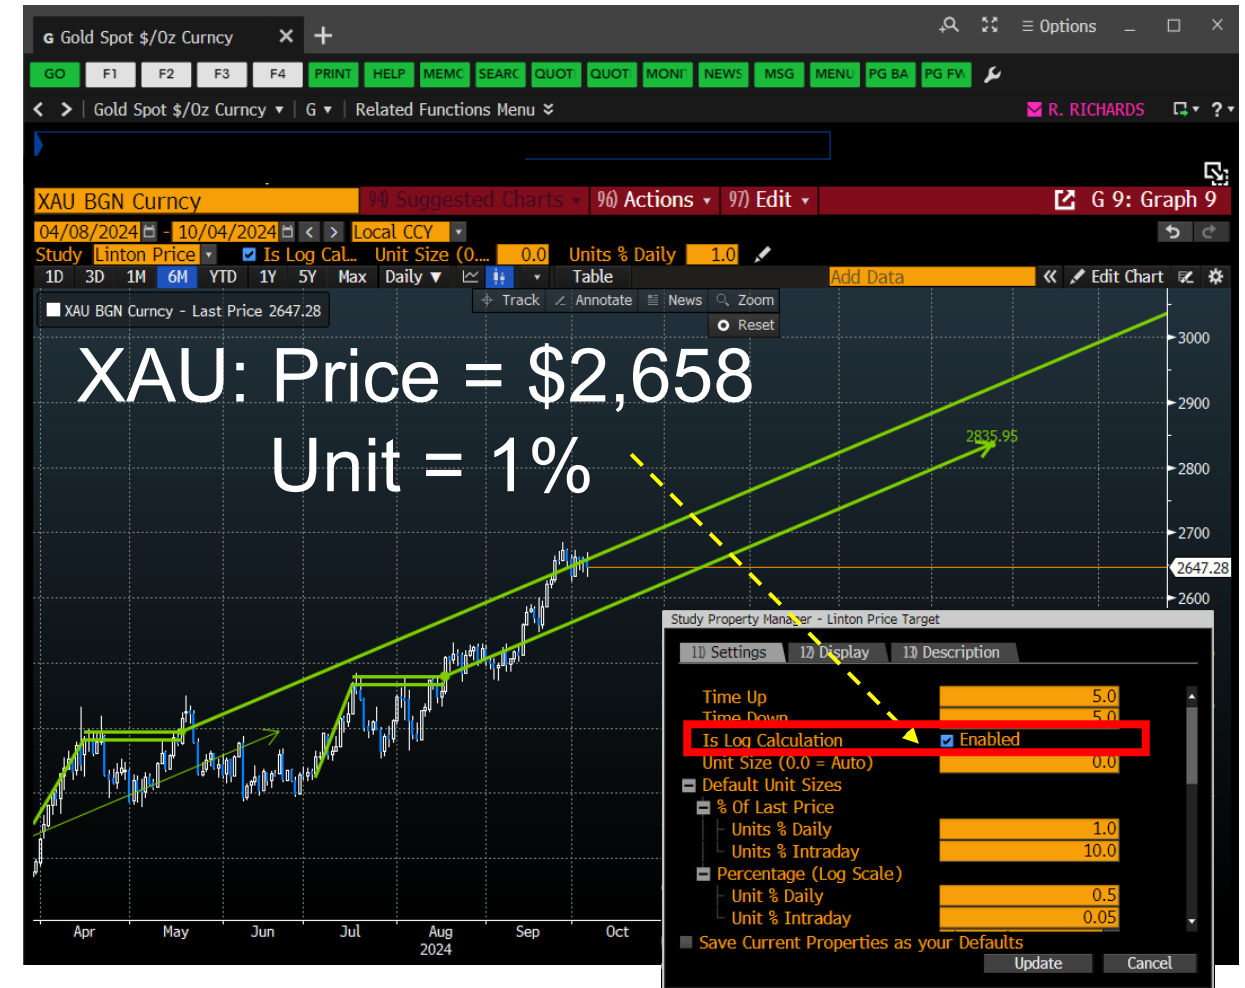 G Gold Spot $/Oz Curncy × +
Options
GO F1 F2 F3 F4 PRINT HELP MEMC SEARC QUOT QUOT MONIT NEWS MSG MENU PG BA PG FW
< > Gold Spot $/Oz Curncy ▾ G ▾ Related Functions Menu
R. RICHARDS ?
XAU BGN Curncy 94) Suggested Charts 96) Actions 97) Edit G 9: Graph 9
04/08/2024 - 10/04/2024 < > Local CCY
Study Linton Price Is Log Cal... Unit Size (0.... 0.0 Units % Daily 1.0
1D 3D 1M 6M YTD 1Y 5Y Max Daily ▼ Table Add Data « Edit Chart
Track Annotate News Zoom
Reset
XAU BGN Curncy - Last Price 2647.28
XAU: Price = $2,658
Unit = 1%
3000
2900
2835.95
2800
2700
2647.28
2600
Apr May Jun Jul Aug Sep Oct
2024
Study Property Manager - Linton Price Target
11) Settings 12) Display 13) Description
Time Up 5.0
Time Down 5.0
Is Log Calculation Enabled
Unit Size (0.0 = Auto) 0.0
Default Unit Sizes
% Of Last Price
Units % Daily 1.0
Units % Intraday 10.0
Percentage (Log Scale)
Unit % Daily 0.5
Unit % Intraday 0.05
Save Current Properties as your Defaults
Update Cancel